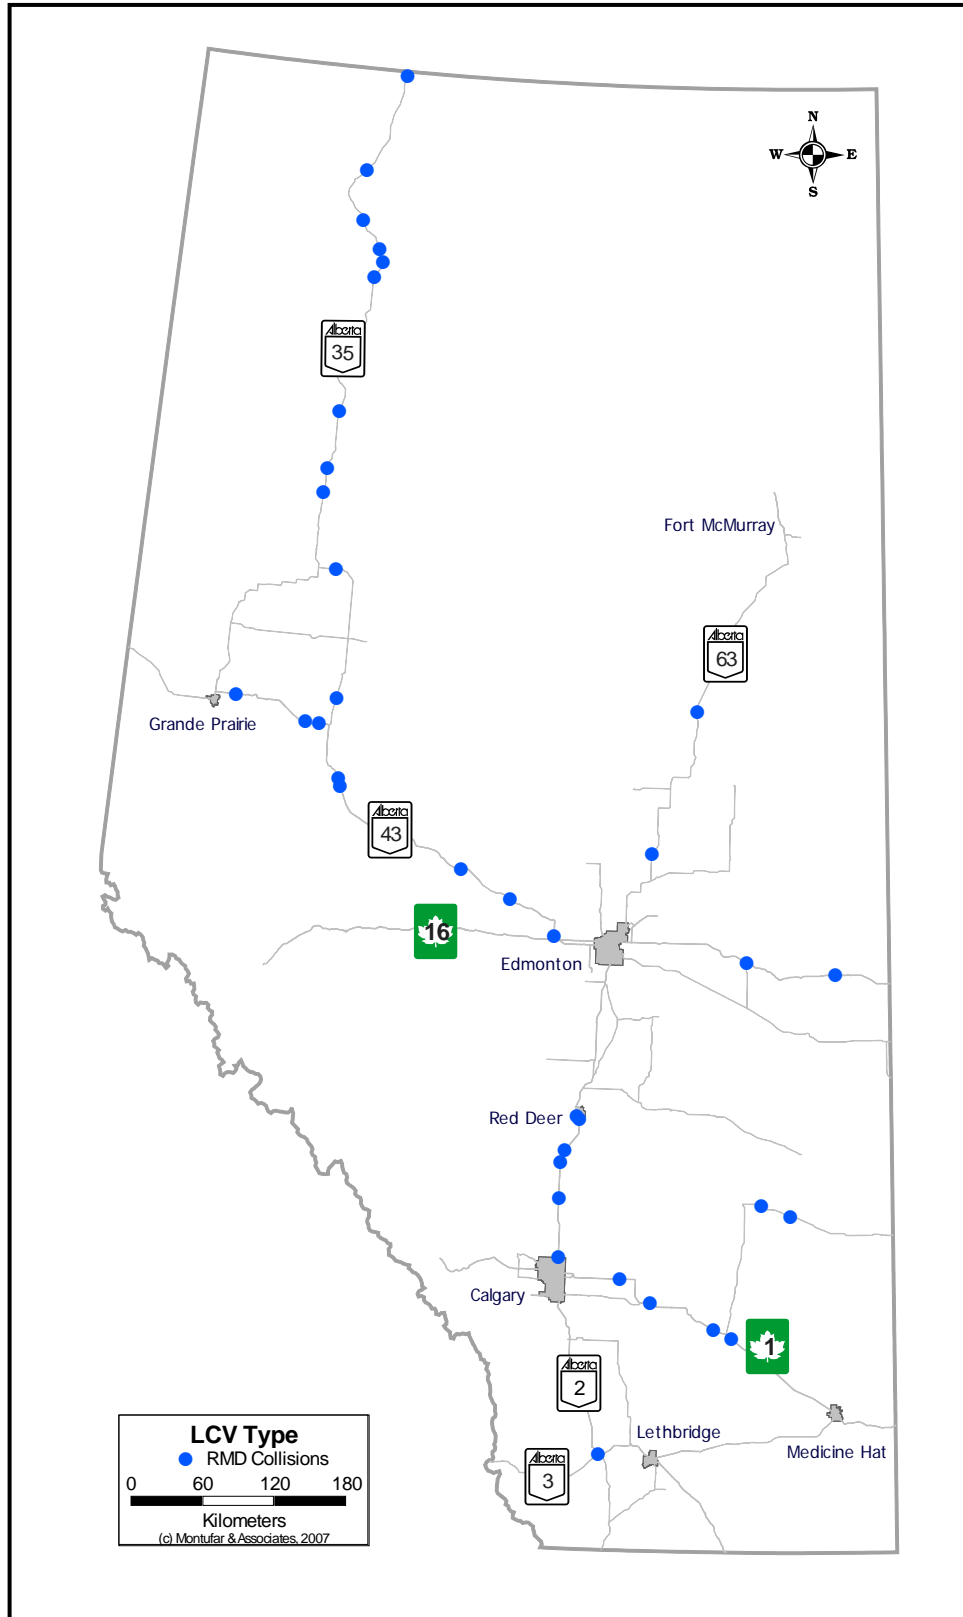 N
W E
S
Alberta
35
Fort McMurray
Alberta
63
Grande Prairie
Alberta
43
16
Edmonton
Red Deer
Calgary
1
Alberta
2
Lethbridge
Medicine Hat
Alberta
3
LCV Type
RMD Collisions
0 60 120 180
Kilometers
(c) Montufar & Associates, 2007